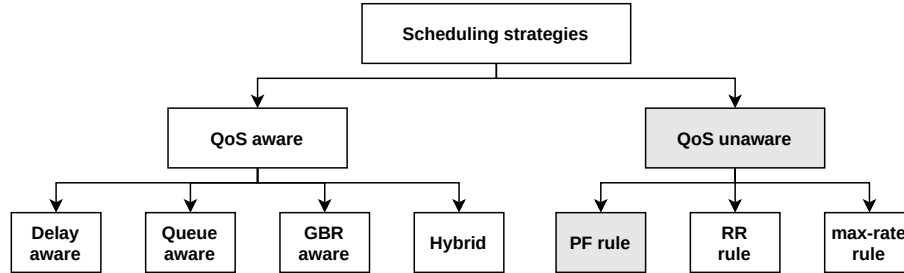 Scheduling strategies
QoS aware
QoS unaware
Delay
aware
Queue
aware
GBR
aware
Hybrid
PF rule
RR
rule
max-rate
rule